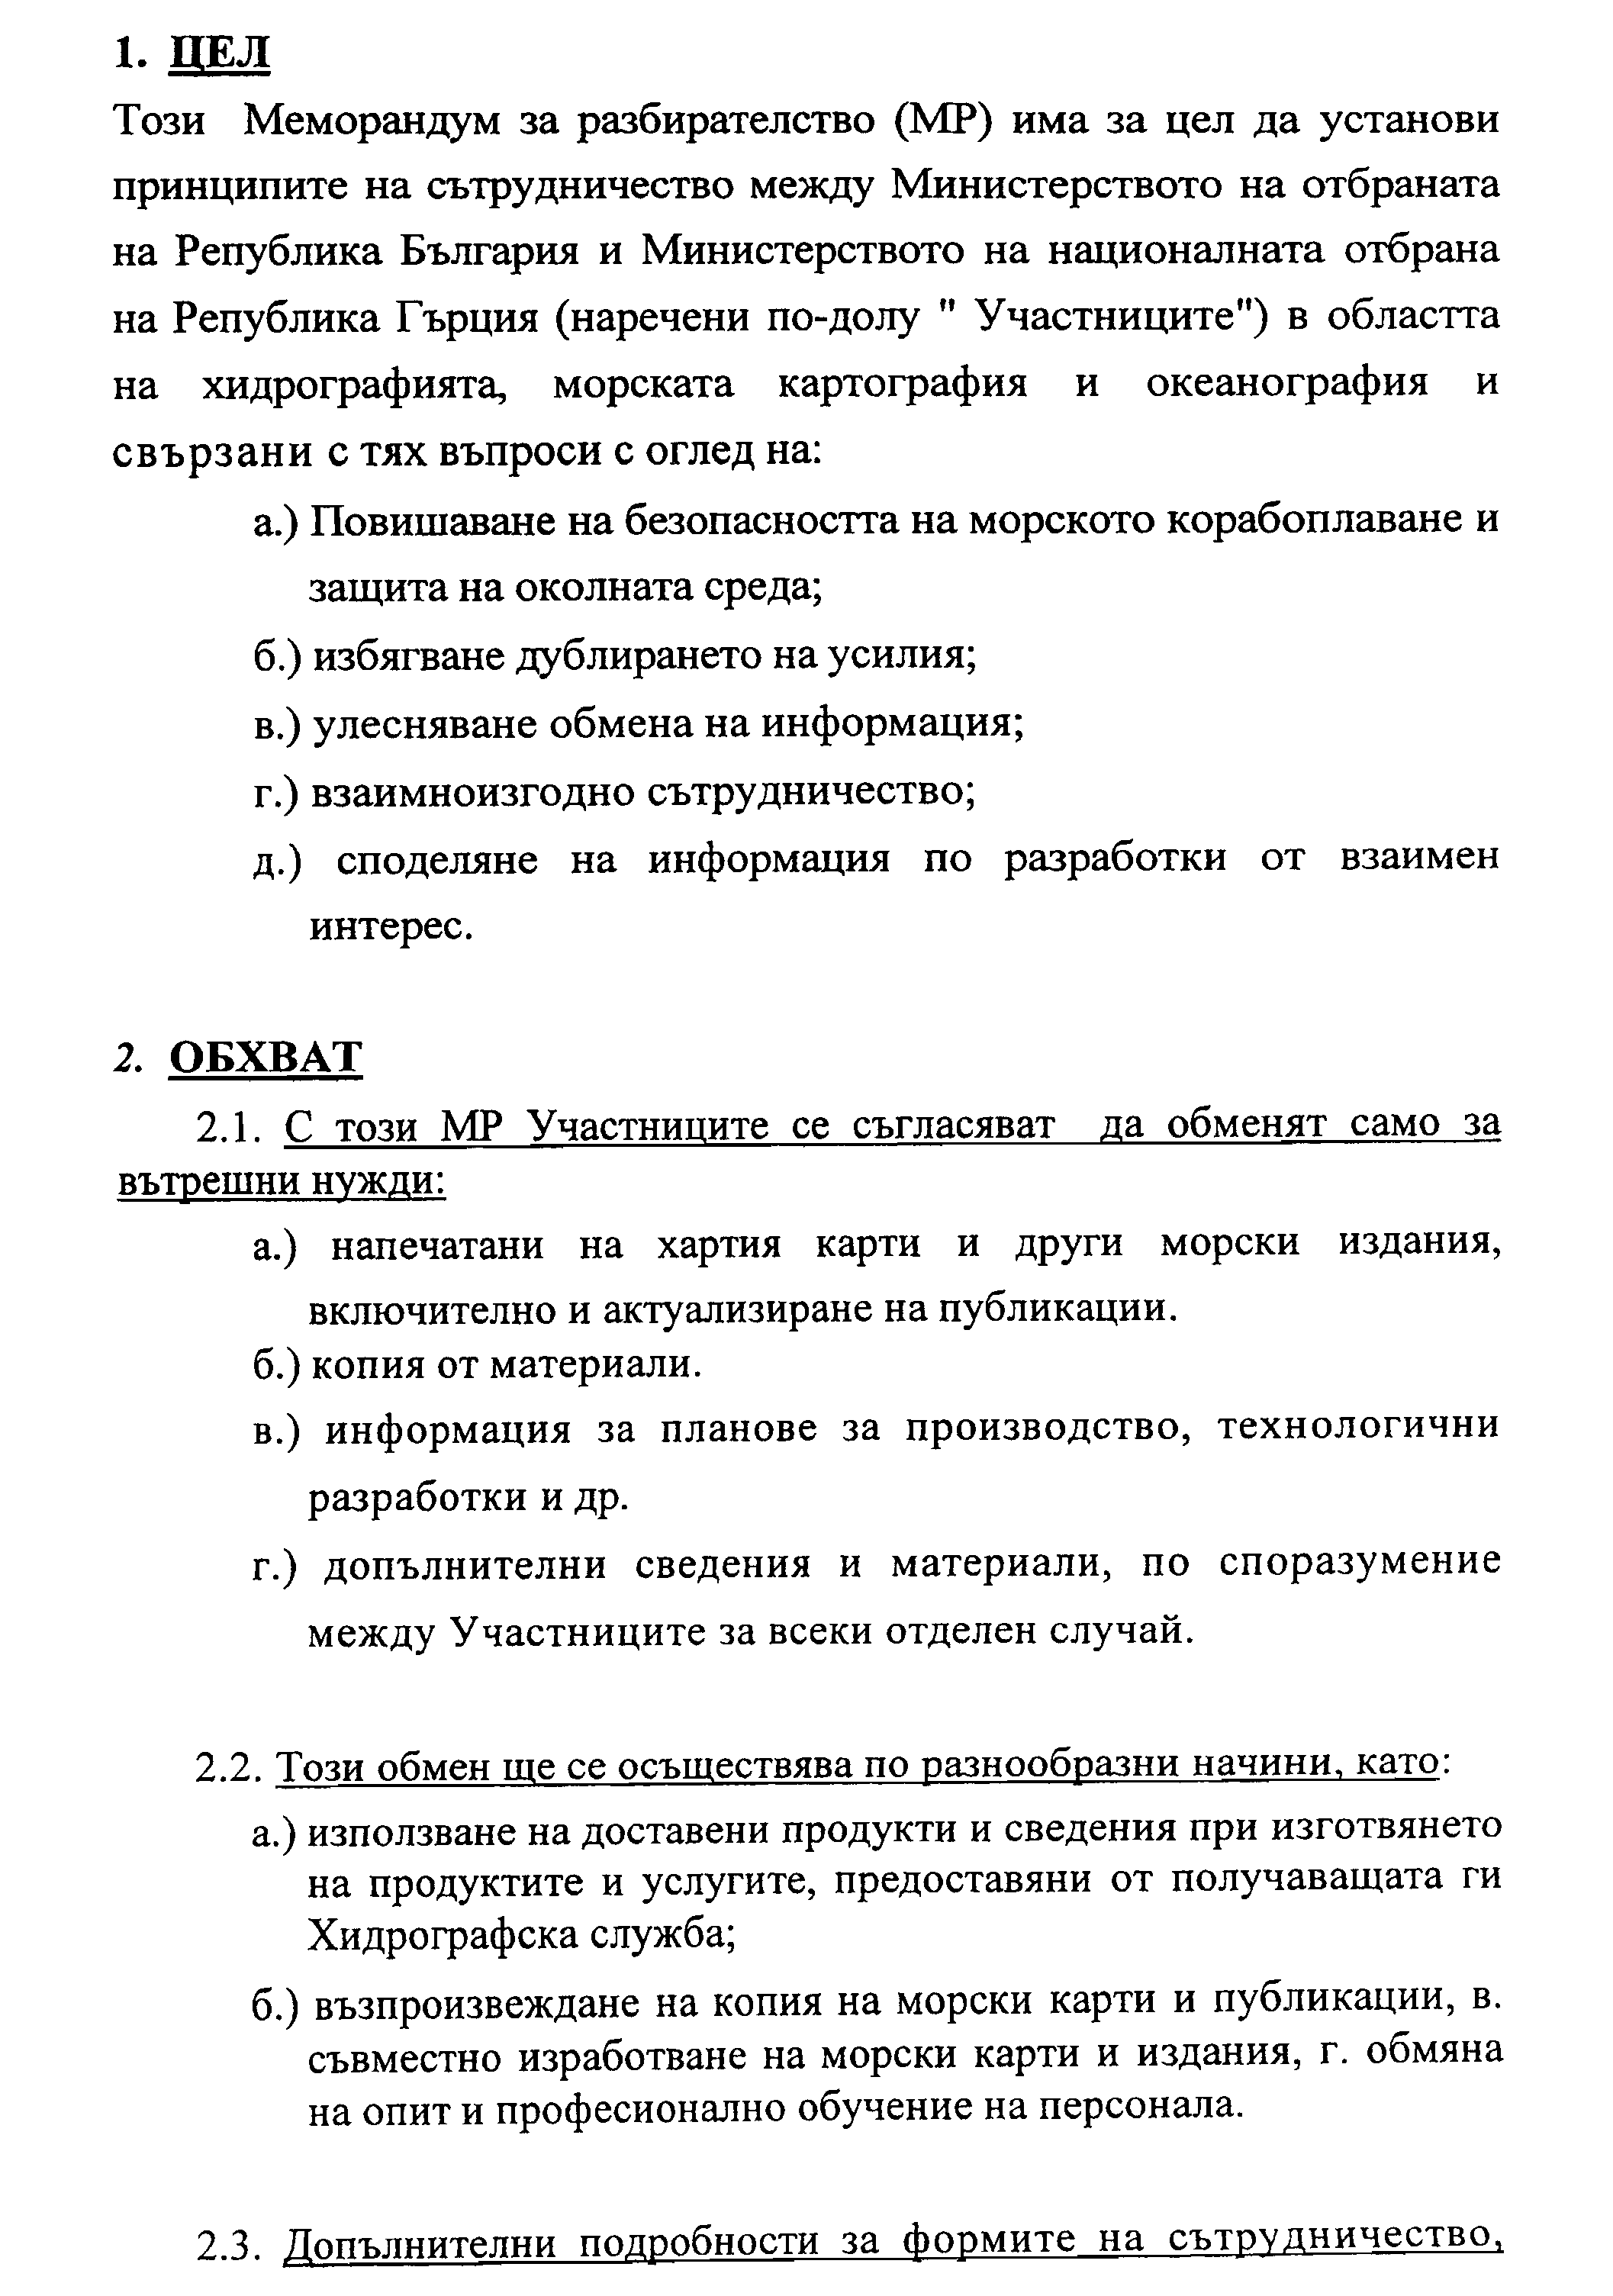 1. ЦЕЛ
Този Меморандум за разбирателство (МР) има за цел да установи
принципите на сътрудничество между Министерството на отбраната
на Република България и Министерството на националната отбрана
на Република Гърция (наречени по-долу " Участниците") в областта
на хидрографията, морската картография и океанография и
свързани с тях въпроси с оглед на:
а.) Повишаване на безопасността на морското корабоплаване и
защита на околната среда;
б.) избягване дублирането на усилия;
в.) улесняване обмена на информация;
г.) взаимноизгодно сътрудничество;
д.) споделяне на информация по разработки от взаимен
интерес.
2. ОБХВАТ
2.1. С този МР Участниците се съгласяват да обменят само за
вътрешни нужди:
а.) напечатани на хартия карти и други морски издания,
включително и актуализиране на публикации.
б.) копия от материали.
в.) информация за планове за производство, технологични
разработки и др.
г.) допълнителни сведения и материали, по споразумение
между Участниците за всеки отделен случай.
2.2. Този обмен ще се осъществява по разнообразни начини, като:
а.) използване на доставени продукти и сведения при изготвянето
на продуктите и услугите, предоставяни от получаващата ги
Хидрографска служба;
б.) възпроизвеждане на копия на морски карти и публикации, в.
съвместно изработване на морски карти и издания, г. обмяна
на опит и професионално обучение на персонала.
2.3. Допълнителни подробности за формите на сътрудничество,